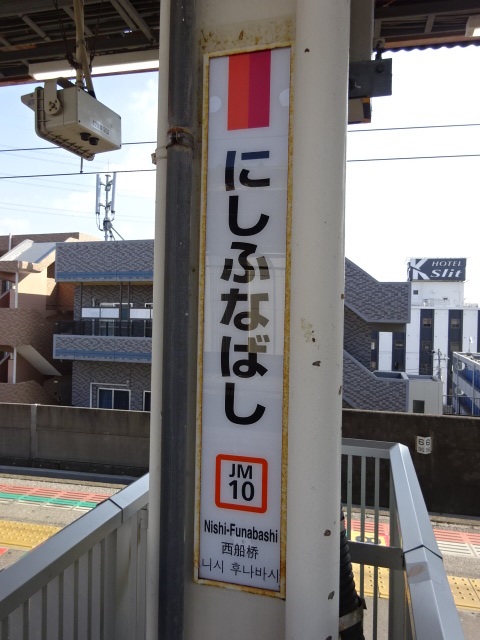 にしふなばし
JM
10
Nishi-Funabashi
西船桥
니시 후나바시
HOTEL
K Slit